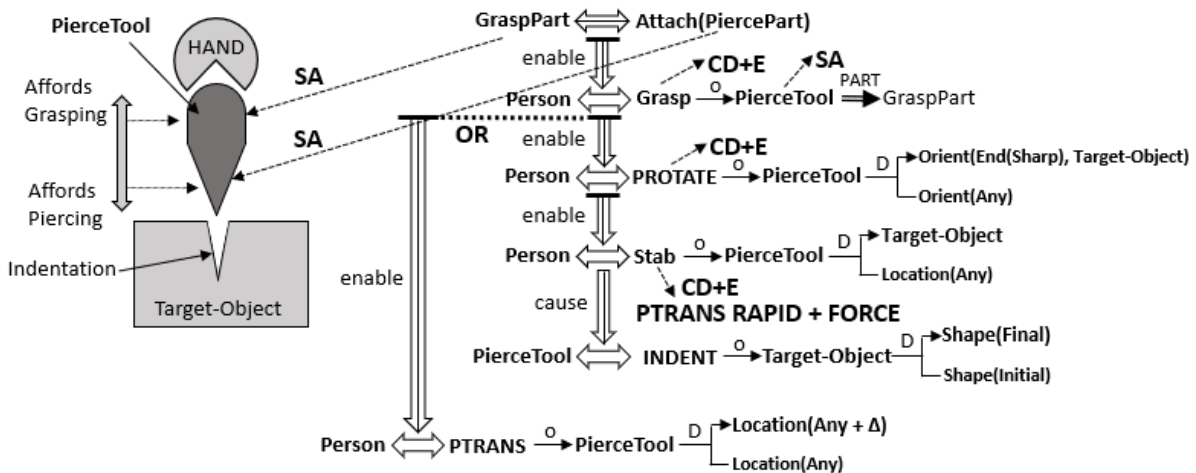 PierceTool
HAND
SA
Affords
Grasping
SA
Affords
Piercing
Indentation
Target-Object
GraspPart Attach(PiercePart)
enable
CD+E SA
Person Grasp o PierceTool PART GraspPart
OR
enable
CD+E
Person PROTATE o PierceTool D Orient(End(Sharp), Target-Object)
Orient(Any)
enable
Person Stab o PierceTool D Target-Object
Location(Any)
enable
cause
CD+E
PTRANS RAPID + FORCE
PierceTool INDENT o Target-Object D Shape(Final)
Shape(Initial)
Person PTRANS o PierceTool D Location(Any + Δ)
Location(Any)